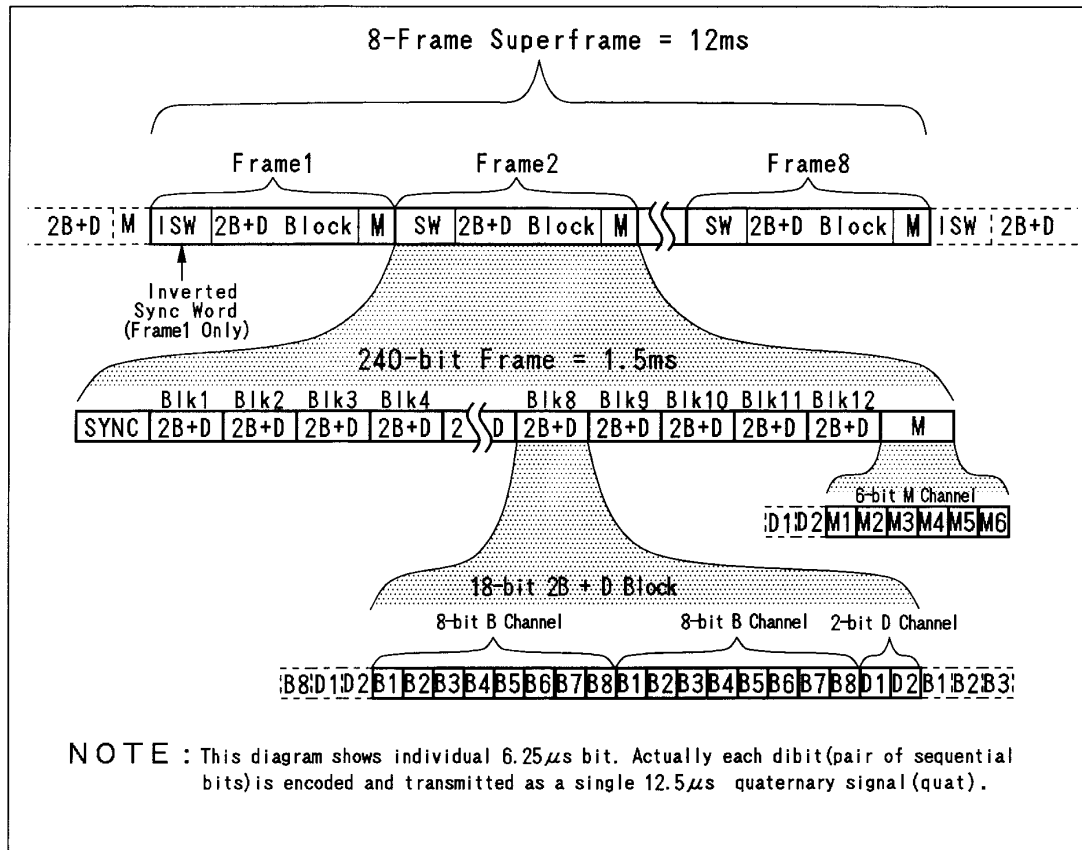 8-Frame Superframe = 12ms
Frame1 Frame2 Frame8
2B+D M ISW 2B+D Block M SW 2B+D Block M SW 2B+D Block M ISW 2B+D
Inverted
Sync Word
(Frame1 Only)
240-bit Frame = 1.5ms
Blk1 Blk2 Blk3 Blk4 Blk8 Blk9 Blk10 Blk11 Blk12
SYNC 2B+D 2B+D 2B+D 2B+D 2 D 2B+D 2B+D 2B+D 2B+D 2B+D M
6-bit M Channel
D1 D2 M1 M2 M3 M4 M5 M6
18-bit 2B + D Block
8-bit B Channel 8-bit B Channel 2-bit D Channel
B8 D1 D2 B1 B2 B3 B4 B5 B6 B7 B8 B1 B2 B3 B4 B5 B6 B7 B8 D1 D2 B1 B2 B3
NOTE : This diagram shows individual 6.25μs bit. Actually each dibit(pair of sequential
bits)is encoded and transmitted as a single 12.5μs quaternary signal(quat).